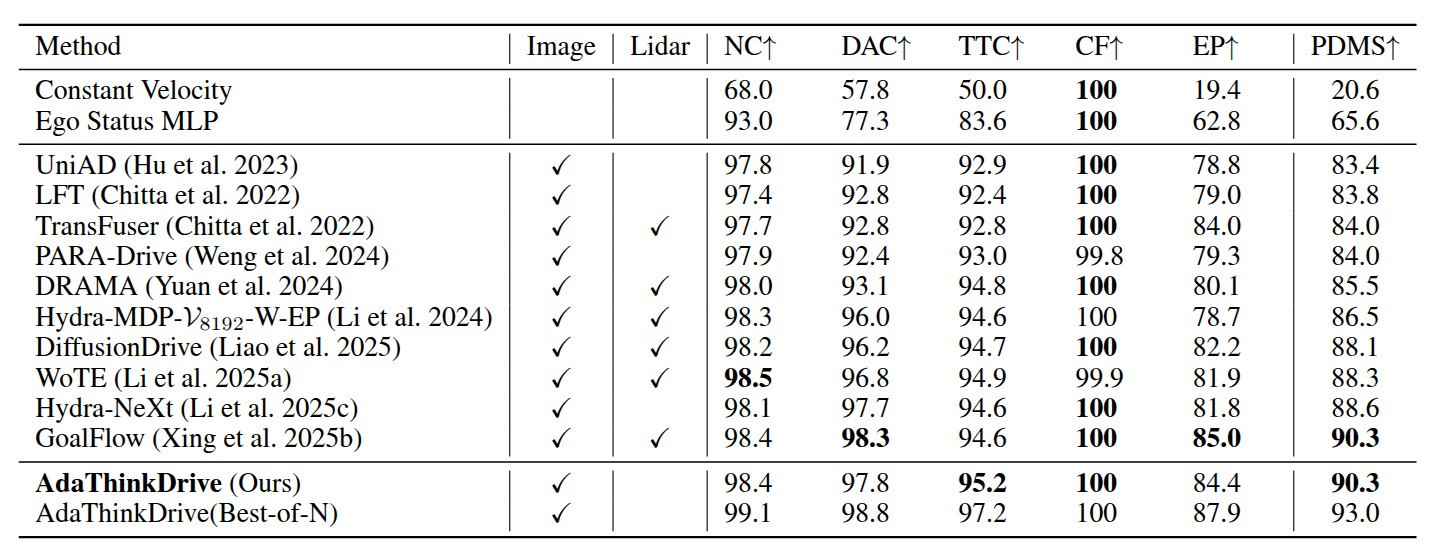 Method Image Lidar NC↑ DAC↑ TTC↑ CF↑ EP↑ PDMS↑
Constant Velocity 68.0 57.8 50.0 100 19.4 20.6
Ego Status MLP 93.0 77.3 83.6 100 62.8 65.6
UniAD (Hu et al. 2023) ✓ 97.8 91.9 92.9 100 78.8 83.4
LFT (Chitta et al. 2022) ✓ 97.4 92.8 92.4 100 79.0 83.8
TransFuser (Chitta et al. 2022) ✓ ✓ 97.7 92.8 92.8 100 84.0 84.0
PARA-Drive (Weng et al. 2024) ✓ 97.9 92.4 93.0 99.8 79.3 84.0
DRAMA (Yuan et al. 2024) ✓ ✓ 98.0 93.1 94.8 100 80.1 85.5
Hydra-MDP-𝒱₈₁₉₂-W-EP (Li et al. 2024) ✓ ✓ 98.3 96.0 94.6 100 78.7 86.5
DiffusionDrive (Liao et al. 2025) ✓ ✓ 98.2 96.2 94.7 100 82.2 88.1
WoTE (Li et al. 2025a) ✓ ✓ 98.5 96.8 94.9 99.9 81.9 88.3
Hydra-NeXt (Li et al. 2025c) ✓ 98.1 97.7 94.6 100 81.8 88.6
GoalFlow (Xing et al. 2025b) ✓ ✓ 98.4 98.3 94.6 100 85.0 90.3
AdaThinkDrive (Ours) ✓ 98.4 97.8 95.2 100 84.4 90.3
AdaThinkDrive(Best-of-N) ✓ 99.1 98.8 97.2 100 87.9 93.0